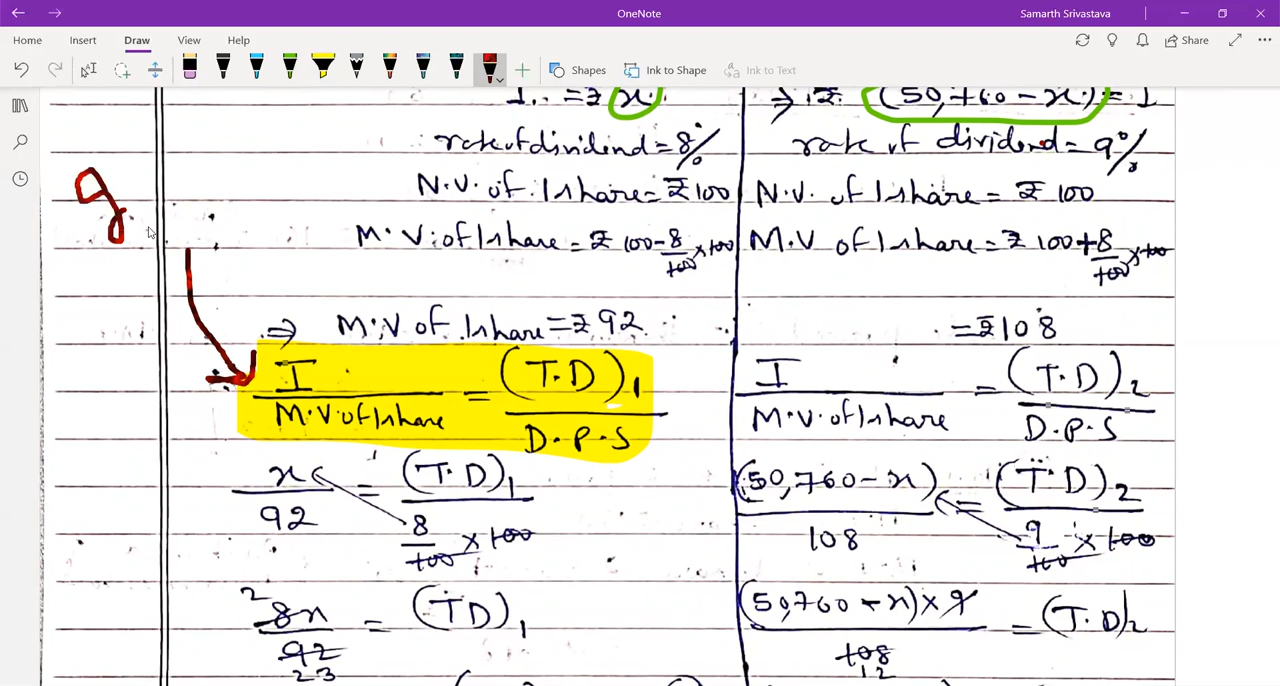 OneNote
Samarth Srivastava
Home Insert Draw View Help
Share
Shapes Ink to Shape Ink to Text
I. = ₹ x.
⇒ ₹ (50,760 - x) = I
rate of dividend = 8%
rate of dividend = 9%
N.V. of 1 share = ₹ 100
N.V. of 1 share = ₹ 100
M.V. of 1 share = ₹ 100 - 8/100 × 100
M.V of 1 share = ₹ 100 + 8/100 × 100
⇒ M.V of 1 share = ₹ 92.
= ₹ 108
I / M.V. of 1 share = (T.D)1 / D.P.S
I / M.V. of 1 share = (T.D)2 / D.P.S
x / 92 = (T.D)1 / 8/100 × 100
(50,760 - x) / 108 = (T.D)2 / 9/100 × 100
2 8x / 92 23 = (TD)1
(50,760 - x) × 9 / 108 12 = (T.D)2
9